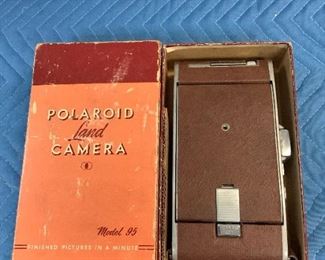 POLAROID
Land
CAMERA
Model 95
FINISHED PICTURES IN A MINUTE